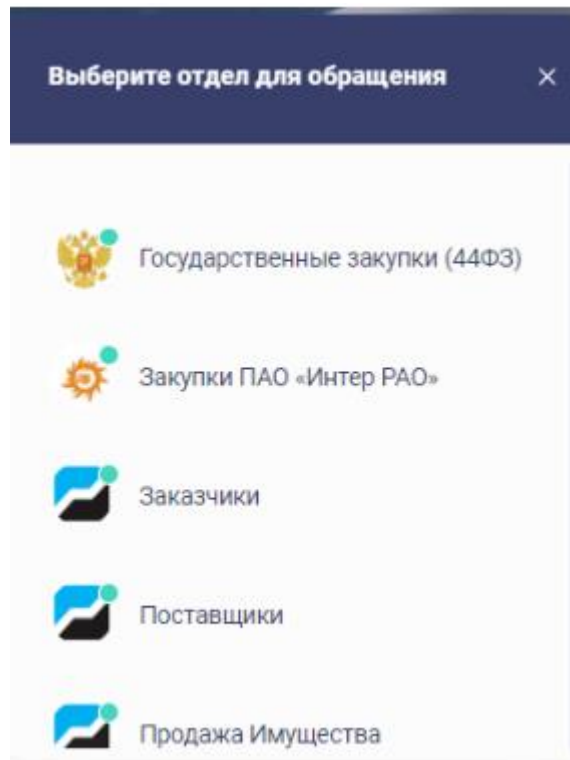 Выберите отдел для обращения
Государственные закупки (44ФЗ)
Закупки ПАО «Интер РАО»
Заказчики
Поставщики
Продажа Имущества